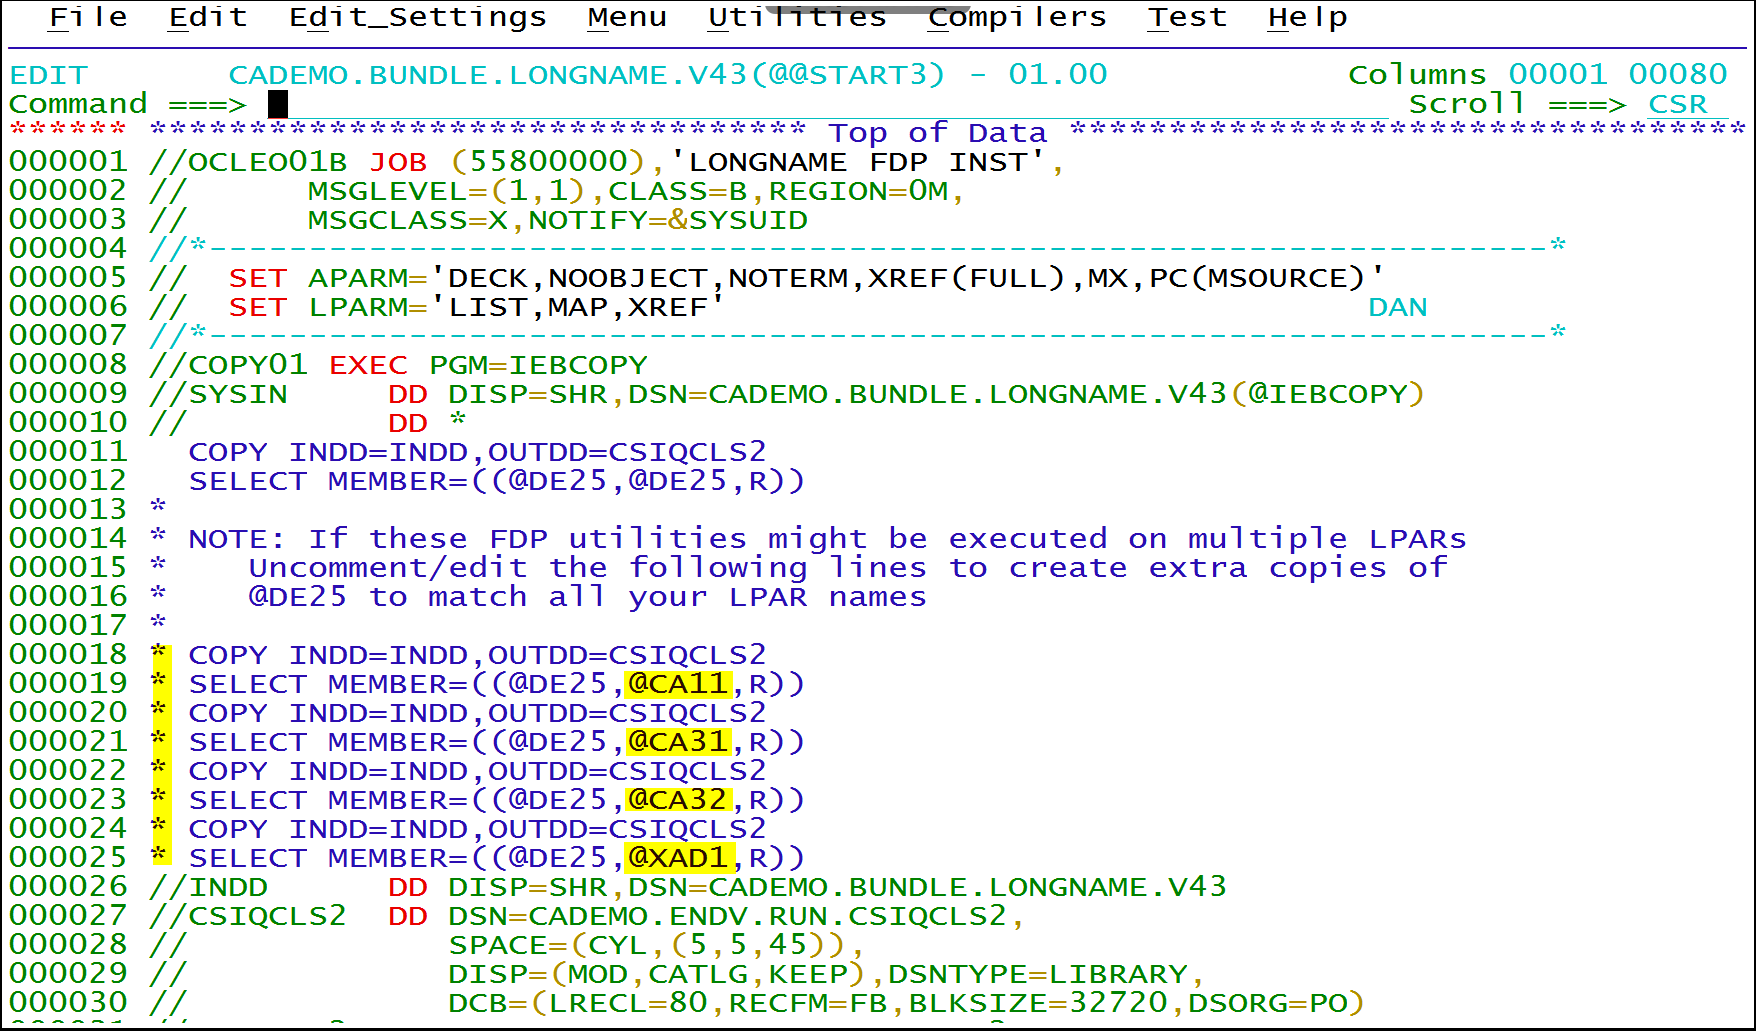 File  Edit  Edit_Settings  Menu  Utilities  Compilers  Test  Help
EDIT       CADEMO.BUNDLE.LONGNAME.V43(@@START3) - 01.00            Columns 00001 00080
Command ===>                                                          Scroll ===> CSR
****** ********************************* Top of Data **********************************
000001 //OCLEO01B JOB (55800000),'LONGNAME FDP INST',
000002 //      MSGLEVEL=(1,1),CLASS=B,REGION=0M,
000003 //      MSGCLASS=X,NOTIFY=&SYSUID
000004 //*-------------------------------------------------------------------*
000005 //  SET APARM='DECK,NOOBJECT,NOTERM,XREF(FULL),MX,PC(MSOURCE)'
000006 //  SET LPARM='LIST,MAP,XREF'                                DAN
000007 //*-------------------------------------------------------------------*
000008 //COPY01 EXEC PGM=IEBCOPY
000009 //SYSIN     DD DISP=SHR,DSN=CADEMO.BUNDLE.LONGNAME.V43(@IEBCOPY)
000010 //          DD *
000011   COPY INDD=INDD,OUTDD=CSIQCLS2
000012   SELECT MEMBER=((@DE25,@DE25,R))
000013 *
000014 * NOTE: If these FDP utilities might be executed on multiple LPARs
000015 *    Uncomment/edit the following lines to create extra copies of
000016 *    @DE25 to match all your LPAR names
000017 *
000018 * COPY INDD=INDD,OUTDD=CSIQCLS2
000019 * SELECT MEMBER=((@DE25,@CA11,R))
000020 * COPY INDD=INDD,OUTDD=CSIQCLS2
000021 * SELECT MEMBER=((@DE25,@CA31,R))
000022 * COPY INDD=INDD,OUTDD=CSIQCLS2
000023 * SELECT MEMBER=((@DE25,@CA32,R))
000024 * COPY INDD=INDD,OUTDD=CSIQCLS2
000025 * SELECT MEMBER=((@DE25,@XAD1,R))
000026 //INDD      DD DISP=SHR,DSN=CADEMO.BUNDLE.LONGNAME.V43
000027 //CSIQCLS2  DD DSN=CADEMO.ENDV.RUN.CSIQCLS2,
000028 //             SPACE=(CYL,(5,5,45)),
000029 //             DISP=(MOD,CATLG,KEEP),DSNTYPE=LIBRARY,
000030 //             DCB=(LRECL=80,RECFM=FB,BLKSIZE=32720,DSORG=PO)